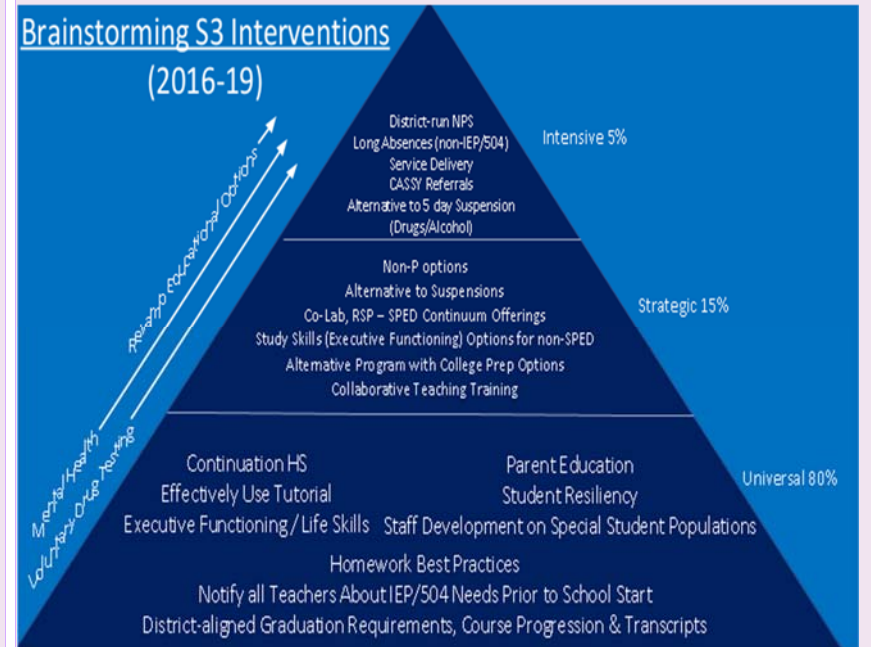 Brainstorming S3 Interventions
(2016-19)
District-run NPS
Long Absences (non-IEP/504)
Service Delivery
CASSY Referrals
Alternative to 5 day Suspension
(Drugs/Alcohol)
Intensive 5%
Non-P options
Alternative to Suspensions
Co-Lab, RSP – SPED Continuum Offerings
Study Skills (Executive Functioning) Options for non-SPED
Alternative Program with College Prep Options
Collaborative Teaching Training
Strategic 15%
Revamp Educational Options
Mental Health
Voluntary Drug Testing
Continuation HS
Effectively Use Tutorial
Executive Functioning / Life Skills
Parent Education
Student Resiliency
Staff Development on Special Student Populations
Universal 80%
Homework Best Practices
Notify all Teachers About IEP/504 Needs Prior to School Start
District-aligned Graduation Requirements, Course Progression & Transcripts